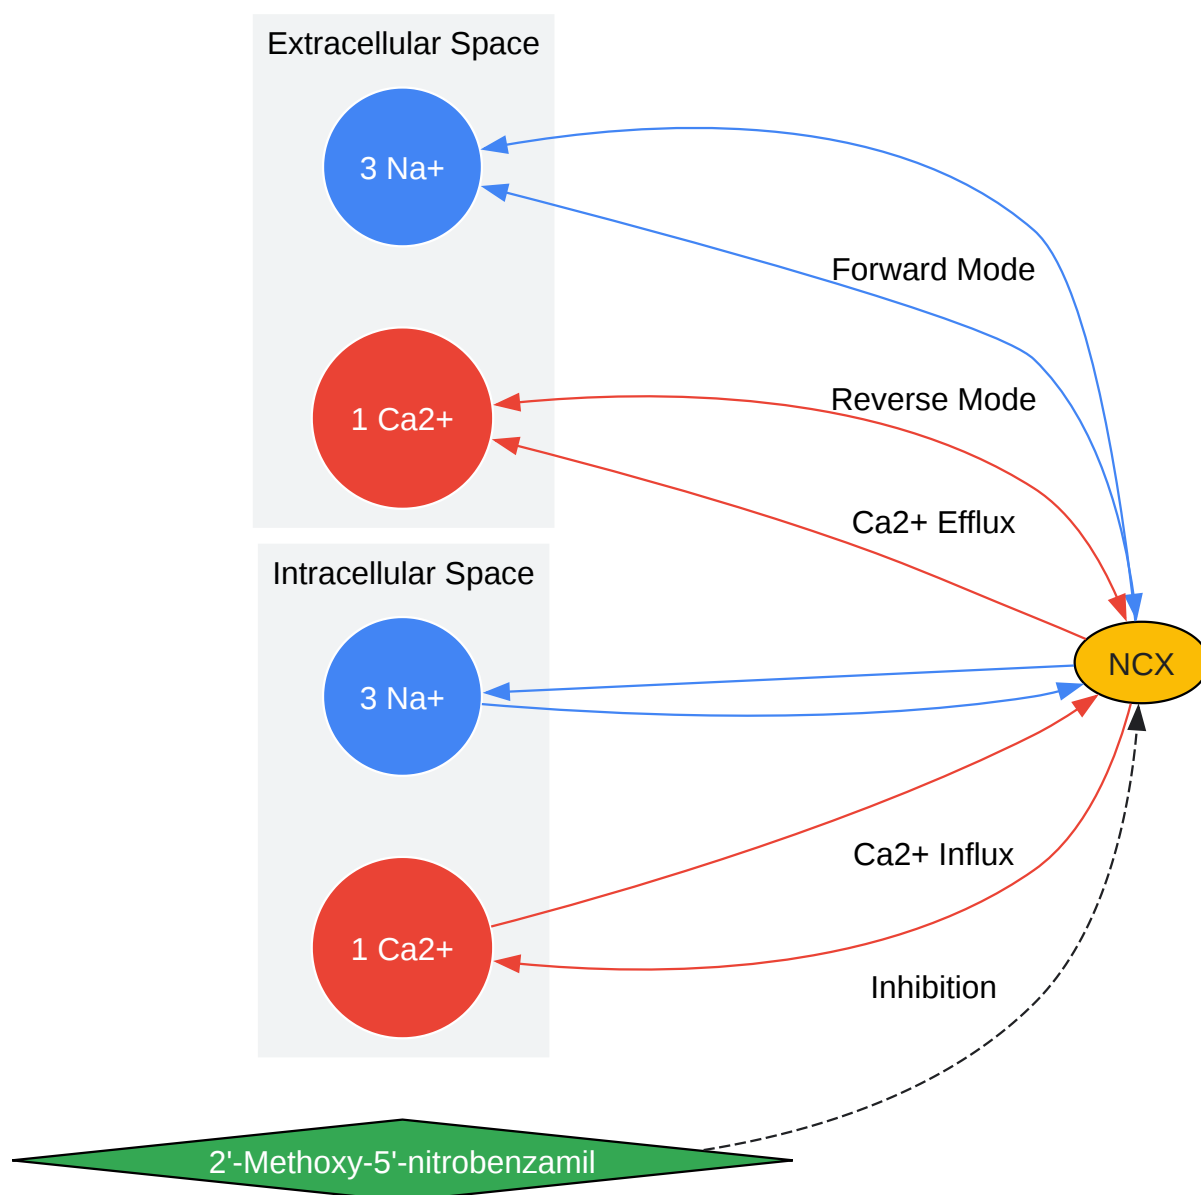 Extracellular Space
3 Na+
Forward Mode
1 Ca2+
Reverse Mode
Ca2+ Efflux
Intracellular Space
NCX
3 Na+
Ca2+ Influx
1 Ca2+
Inhibition
2'-Methoxy-5'-nitrobenzamil